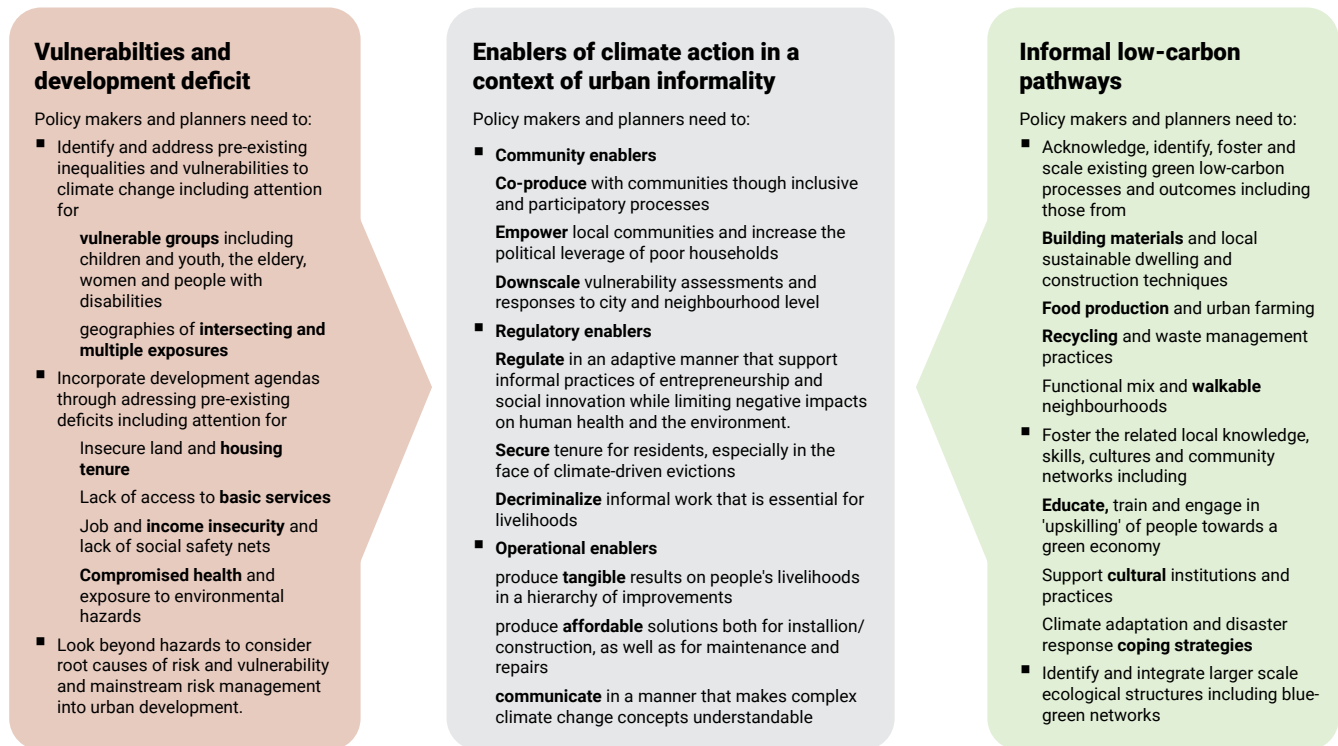 Vulnerabilties and
development deficit
Policy makers and planners need to:
▪ Identify and address pre-existing
inequalities and vulnerabilities to
climate change including attention
for
vulnerable groups including
children and youth, the eldery,
women and people with
disabilities
geographies of intersecting and
multiple exposures
▪ Incorporate development agendas
through adressing pre-existing
deficits including attention for
Insecure land and housing
tenure
Lack of access to basic services
Job and income insecurity and
lack of social safety nets
Compromised health and
exposure to environmental
hazards
▪ Look beyond hazards to consider
root causes of risk and vulnerability
and mainstream risk management
into urban development.
Enablers of climate action in a
context of urban informality
Policy makers and planners need to:
▪ Community enablers
Co-produce with communities though inclusive
and participatory processes
Empower local communities and increase the
political leverage of poor households
Downscale vulnerability assessments and
responses to city and neighbourhood level
▪ Regulatory enablers
Regulate in an adaptive manner that support
informal practices of entrepreneurship and
social innovation while limiting negative impacts
on human health and the environment.
Secure tenure for residents, especially in the
face of climate-driven evictions
Decriminalize informal work that is essential for
livelihoods
▪ Operational enablers
produce tangible results on people's livelihoods
in a hierarchy of improvements
produce affordable solutions both for installion/
construction, as well as for maintenance and
repairs
communicate in a manner that makes complex
climate change concepts understandable
Informal low-carbon
pathways
Policy makers and planners need to:
▪ Acknowledge, identify, foster and
scale existing green low-carbon
processes and outcomes including
those from
Building materials and local
sustainable dwelling and
construction techniques
Food production and urban farming
Recycling and waste management
practices
Functional mix and walkable
neighbourhoods
▪ Foster the related local knowledge,
skills, cultures and community
networks including
Educate, train and engage in
'upskilling' of people towards a
green economy
Support cultural institutions and
practices
Climate adaptation and disaster
response coping strategies
▪ Identify and integrate larger scale
ecological structures including blue-
green networks